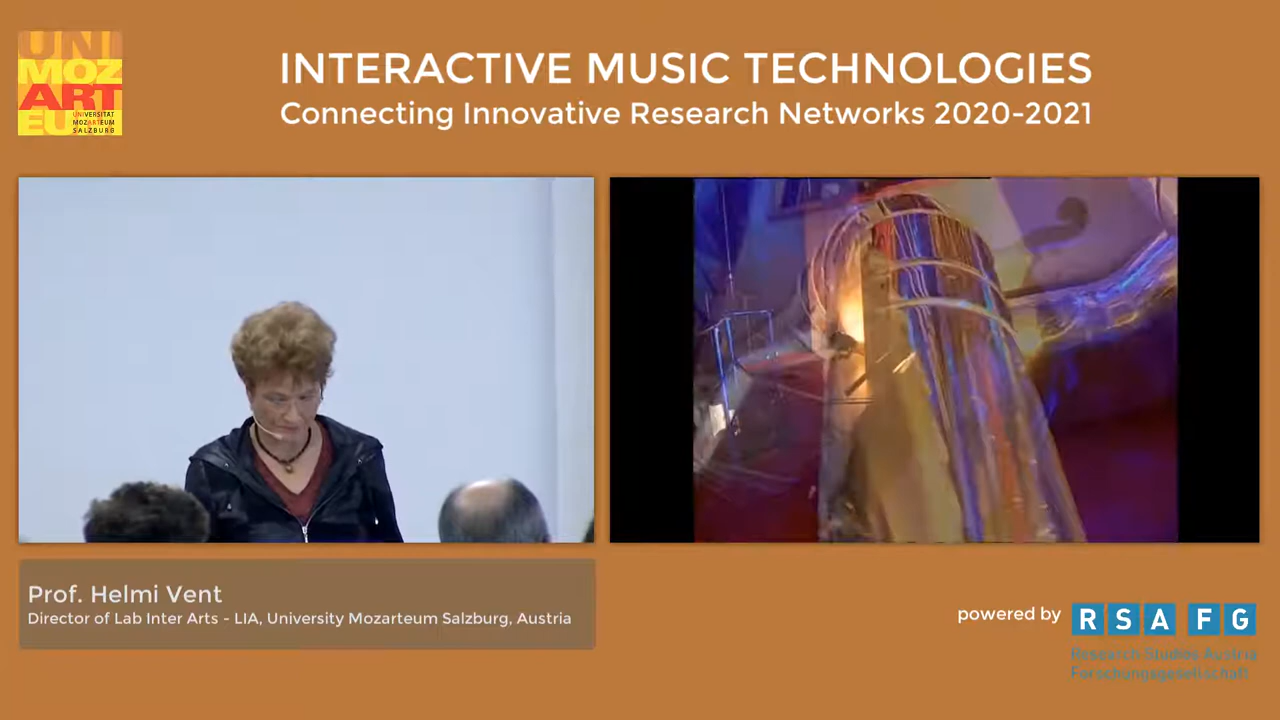 UNI
MOZ
ART
EU
UNIVERSITÄT
MOZARTEUM
SALZBURG
INTERACTIVE MUSIC TECHNOLOGIES
Connecting Innovative Research Networks 2020-2021
Prof. Helmi Vent
Director of Lab Inter Arts - LIA, University Mozarteum Salzburg, Austria
powered by RSA FG
Research Studios Austria
Forschungsgesellschaft